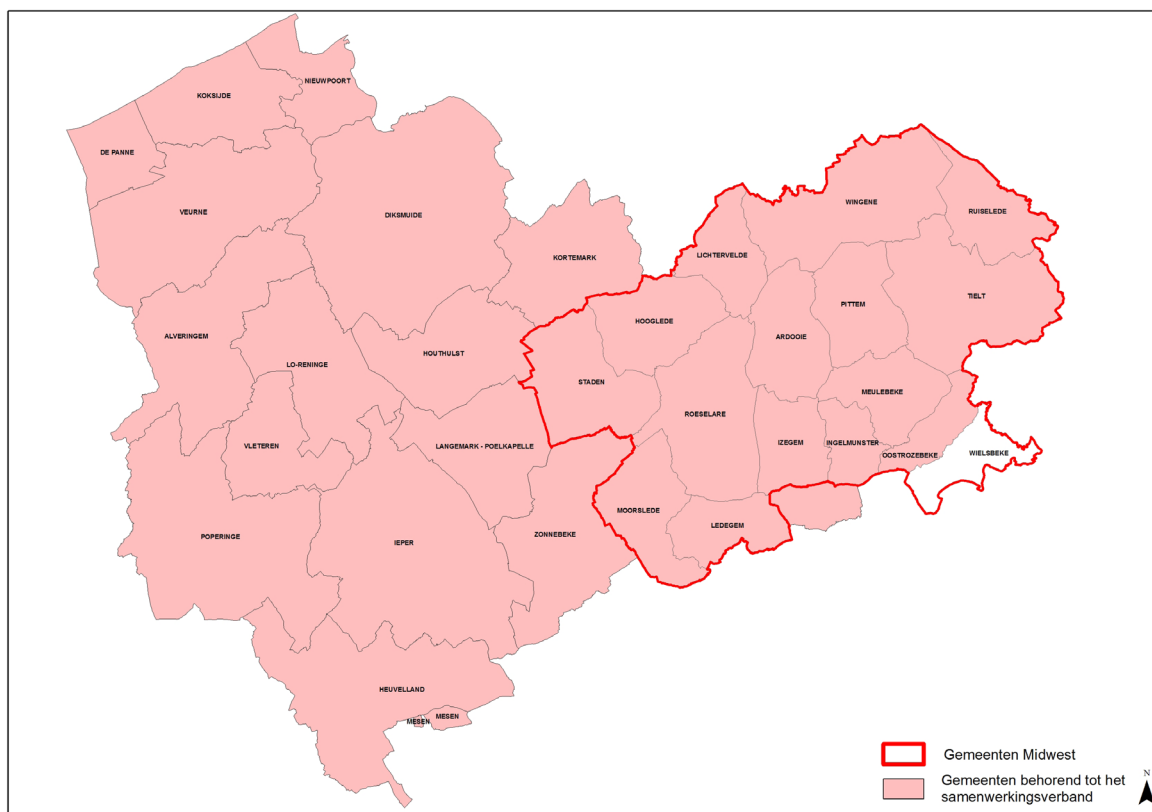 NIEUWPOORT
KOKSIJDE
DE PANNE
VEURNE
DIKSMUIDE
WINGENE
RUISELEDE
LICHTERVELDE
KORTEMARK
TIELT
PITTEM
HOOGLEDE
ARDOOIE
ALVERINGEM
HOUTHULST
LO-RENINGE
STADEN
MEULEBEKE
ROESELARE
VLETEREN
LANGEMARK - POELKAPELLE
IZEGEM
INGELMUNSTER
OOSTROZEBEKE
WIELSBEKE
MOORSLEDE
LEDEGEM
POPERINGE
IEPER
ZONNEBEKE
HEUVELLAND
MESEN
MESEN
Gemeenten Midwest
Gemeenten behorend tot het
samenwerkingsverband
N